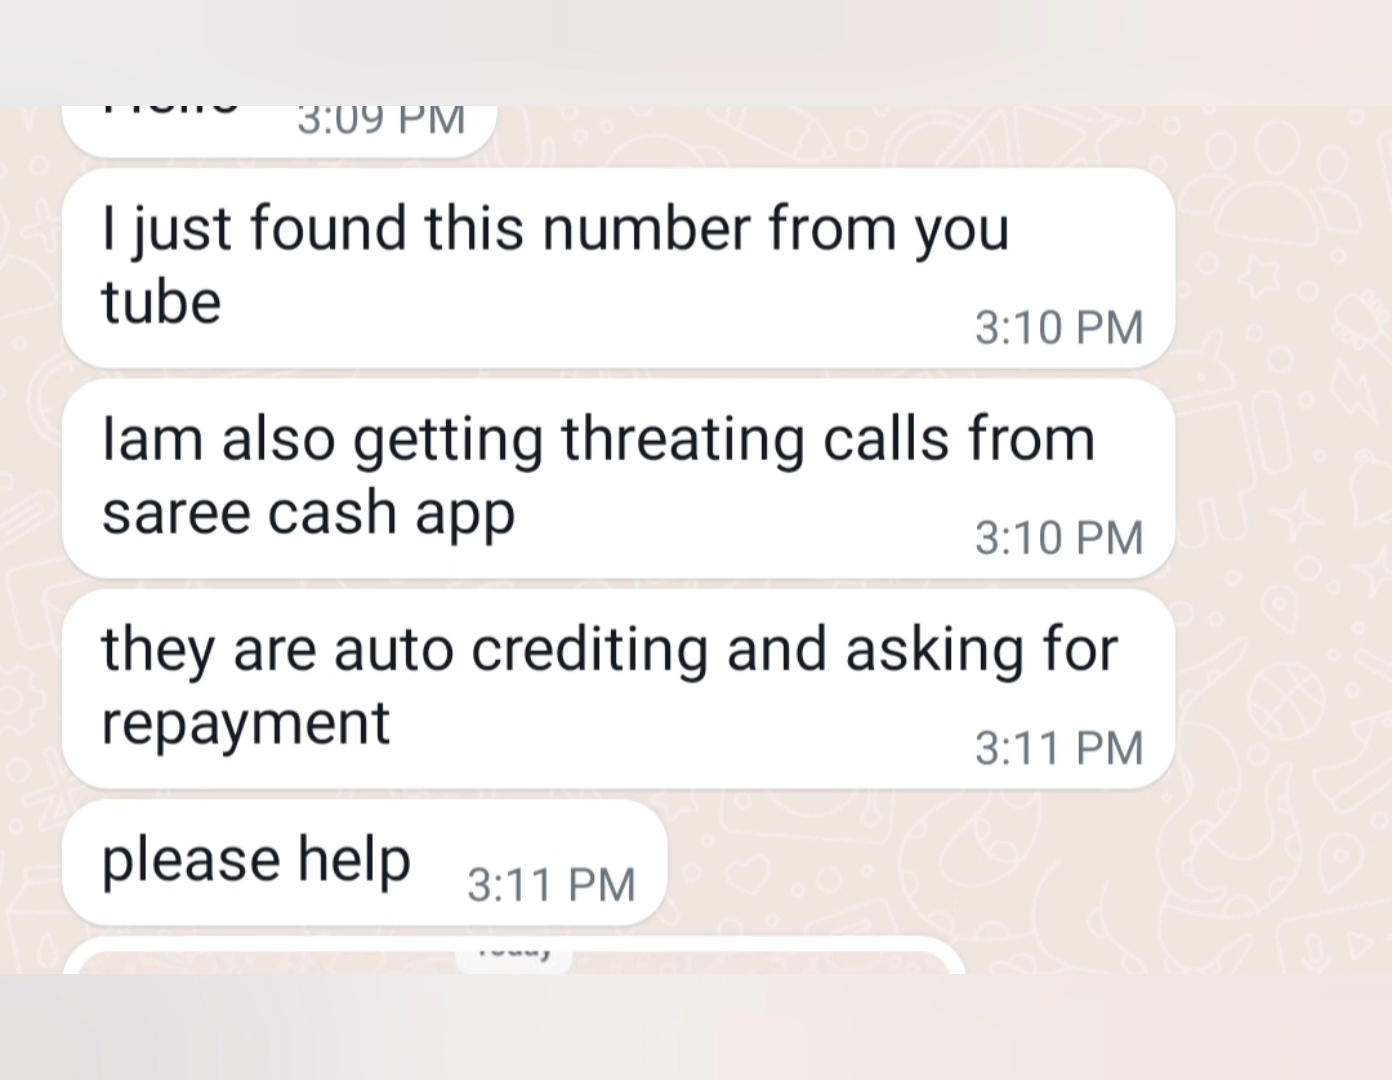 3:09 PM
I just found this number from you
tube
3:10 PM
Iam also getting threating calls from
saree cash app
3:10 PM
they are auto crediting and asking for
repayment
3:11 PM
please help 3:11 PM
Today